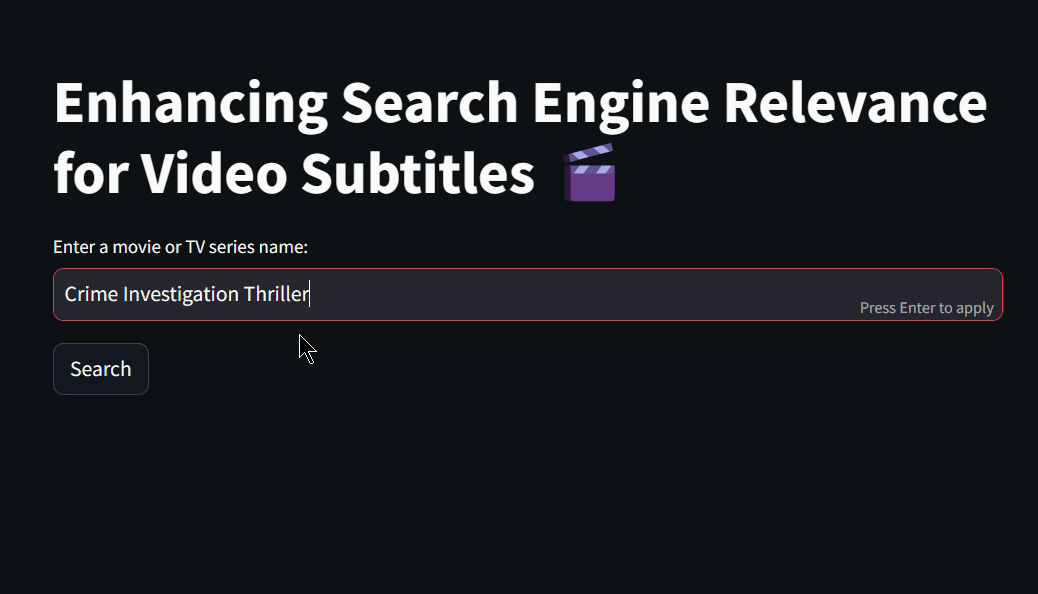 Enhancing Search Engine Relevance
for Video Subtitles 🎬
Enter a movie or TV series name:
Crime Investigation Thriller
Press Enter to apply
Search